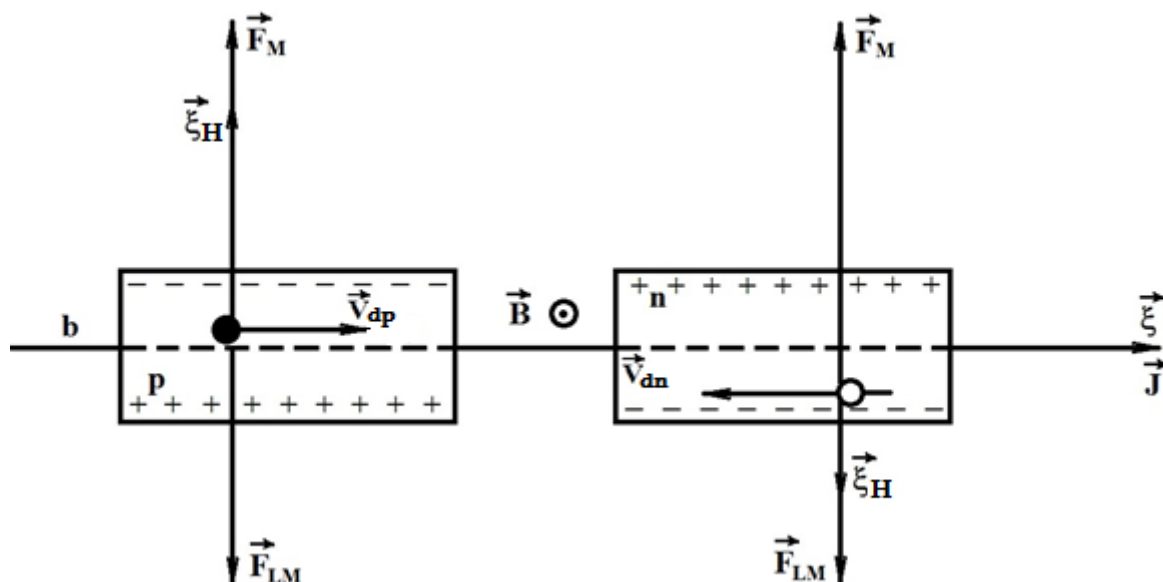 F_M F_M
ξ_H
− − − − − − − − − + + + + + + + + +
n
b V_dp B ξ
p V_dn J
+ + + + + + + + + − − − − − − − − −
ξ_H
F_LM F_LM